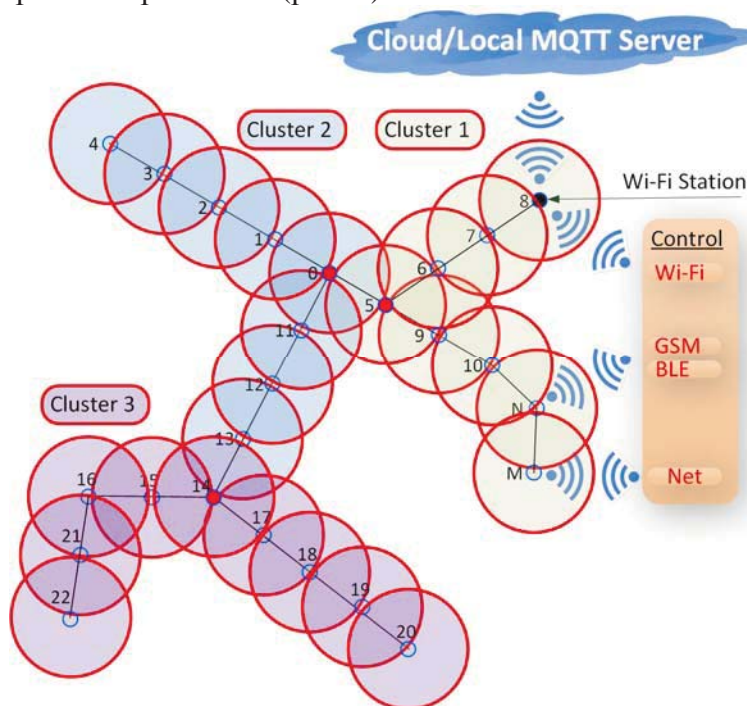 Cloud/Local MQTT Server
Cluster 2
Cluster 1
4
3
8
Wi-Fi Station
2
7
1
Control
6
0
Wi-Fi
5
11
9
GSM
10
BLE
12
N
Cluster 3
13
M
Net
16
15
14
17
21
18
22
19
20